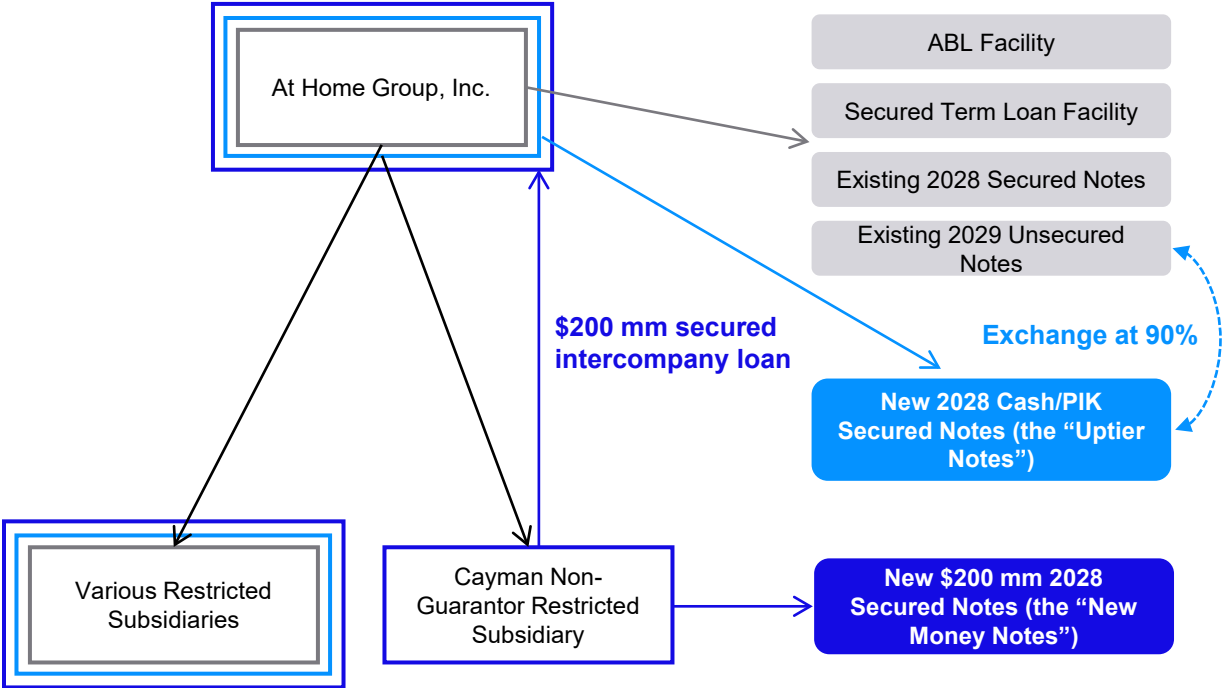 At Home Group, Inc.
ABL Facility
Secured Term Loan Facility
Existing 2028 Secured Notes
Existing 2029 Unsecured
Notes
$200 mm secured
intercompany loan
Exchange at 90%
New 2028 Cash/PIK
Secured Notes (the “Uptier
Notes”)
Various Restricted
Subsidiaries
Cayman Non-
Guarantor Restricted
Subsidiary
New $200 mm 2028
Secured Notes (the “New
Money Notes”)